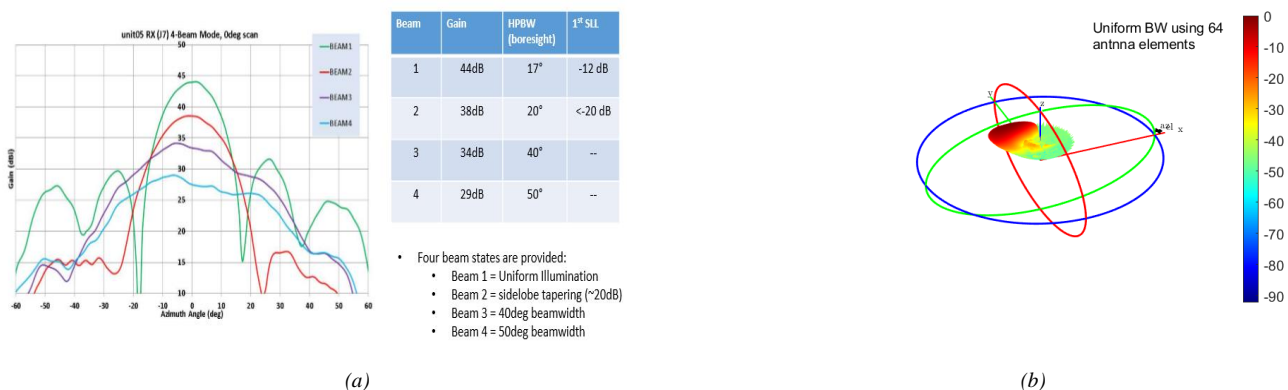 unit05 RX (J7) 4-Beam Mode, 0deg scan
50
45
40
35
30
25
20
15
10
Gain (dBi)
-60 -50 -40 -30 -20 -10 0 10 20 30 40 50 60
Azimuth Angle (deg)
BEAM1
BEAM2
BEAM3
BEAM4
Beam Gain HPBW (boresight) 1st SLL
1 44dB 17° -12 dB
2 38dB 20° <-20 dB
3 34dB 40° --
4 29dB 50° --
• Four beam states are provided:
• Beam 1 = Uniform Illumination
• Beam 2 = sidelobe tapering (~20dB)
• Beam 3 = 40deg beamwidth
• Beam 4 = 50deg beamwidth
(a)
Uniform BW using 64
antnna elements
y
z
x
0
-10
-20
-30
-40
-50
-60
-70
-80
-90
(b)